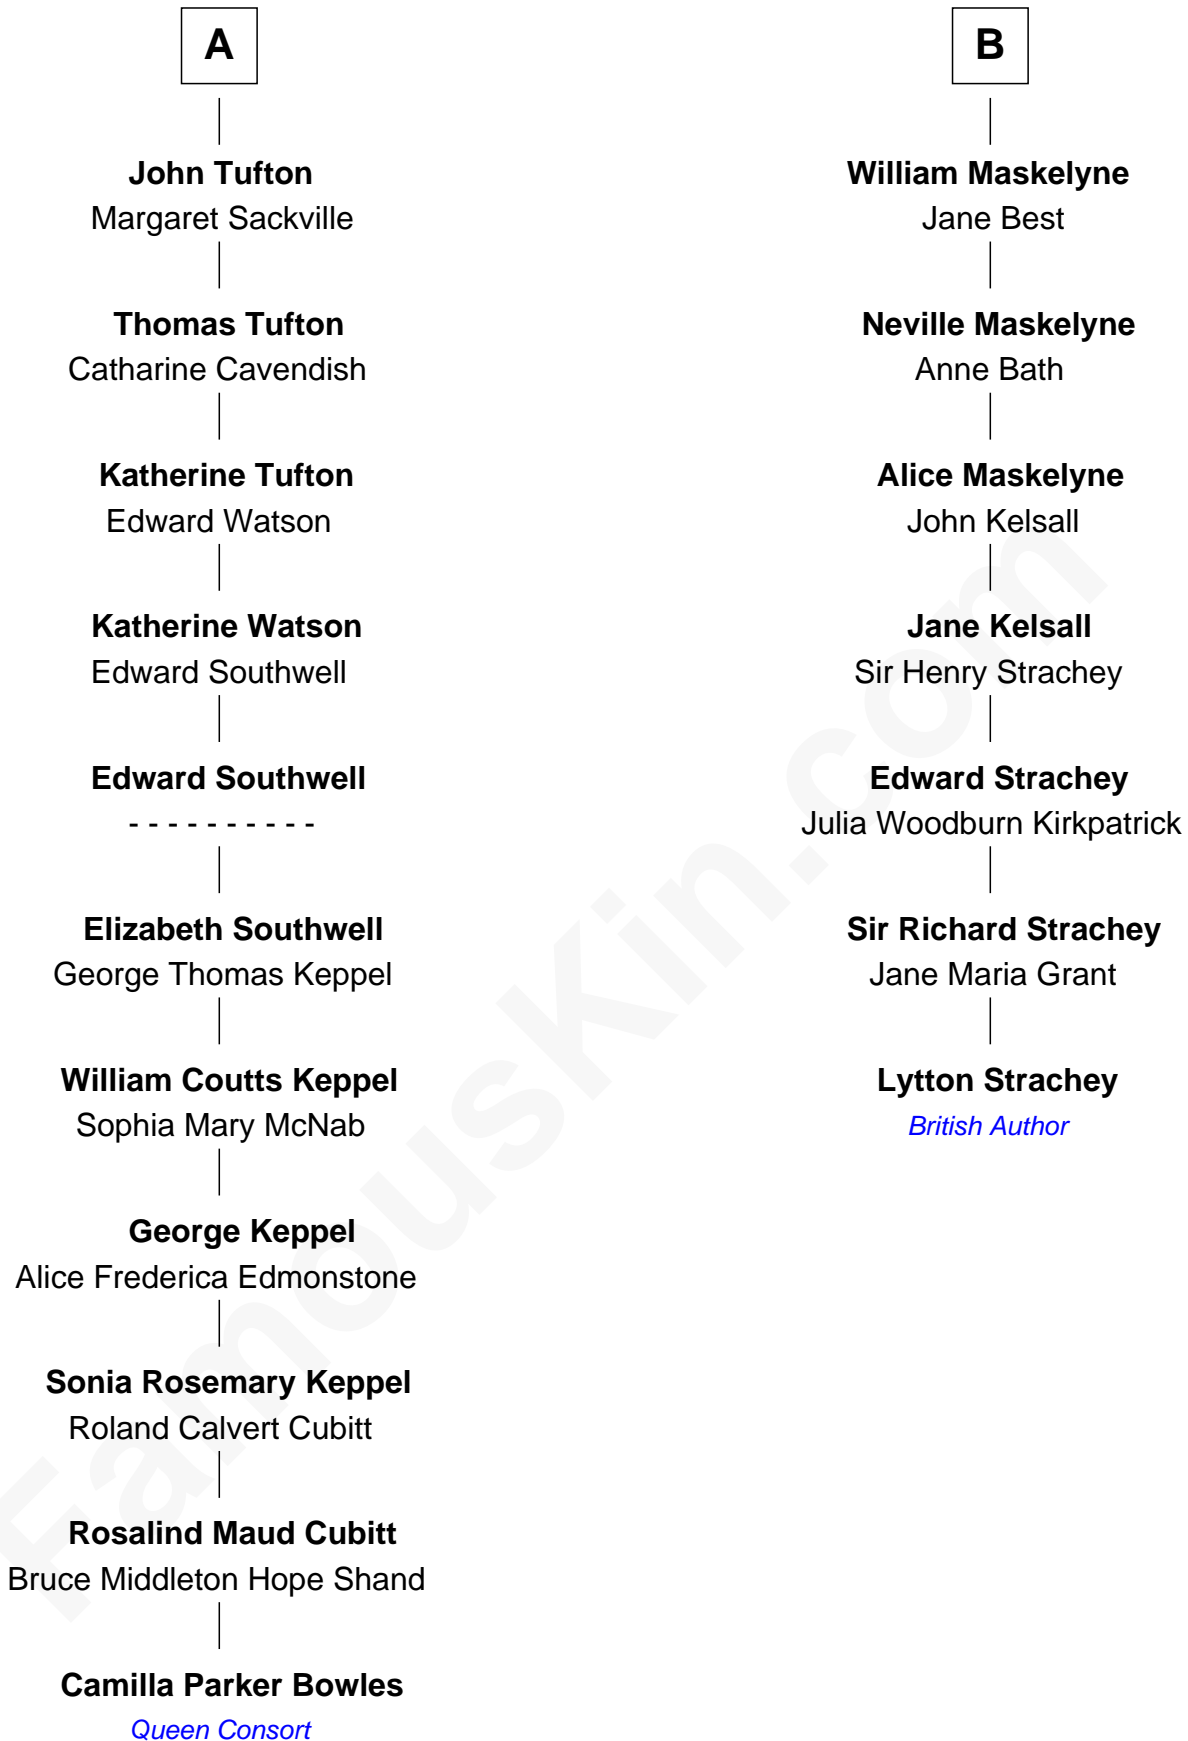 A
John Tufton
Margaret Sackville
Thomas Tufton
Catharine Cavendish
Katherine Tufton
Edward Watson
Katherine Watson
Edward Southwell
Edward Southwell
- - - - - - - - - -
Elizabeth Southwell
George Thomas Keppel
William Coutts Keppel
Sophia Mary McNab
George Keppel
Alice Frederica Edmonstone
Sonia Rosemary Keppel
Roland Calvert Cubitt
Rosalind Maud Cubitt
Bruce Middleton Hope Shand
Camilla Parker Bowles
Queen Consort
B
William Maskelyne
Jane Best
Neville Maskelyne
Anne Bath
Alice Maskelyne
John Kelsall
Jane Kelsall
Sir Henry Strachey
Edward Strachey
Julia Woodburn Kirkpatrick
Sir Richard Strachey
Jane Maria Grant
Lytton Strachey
British Author
FamousKin.com